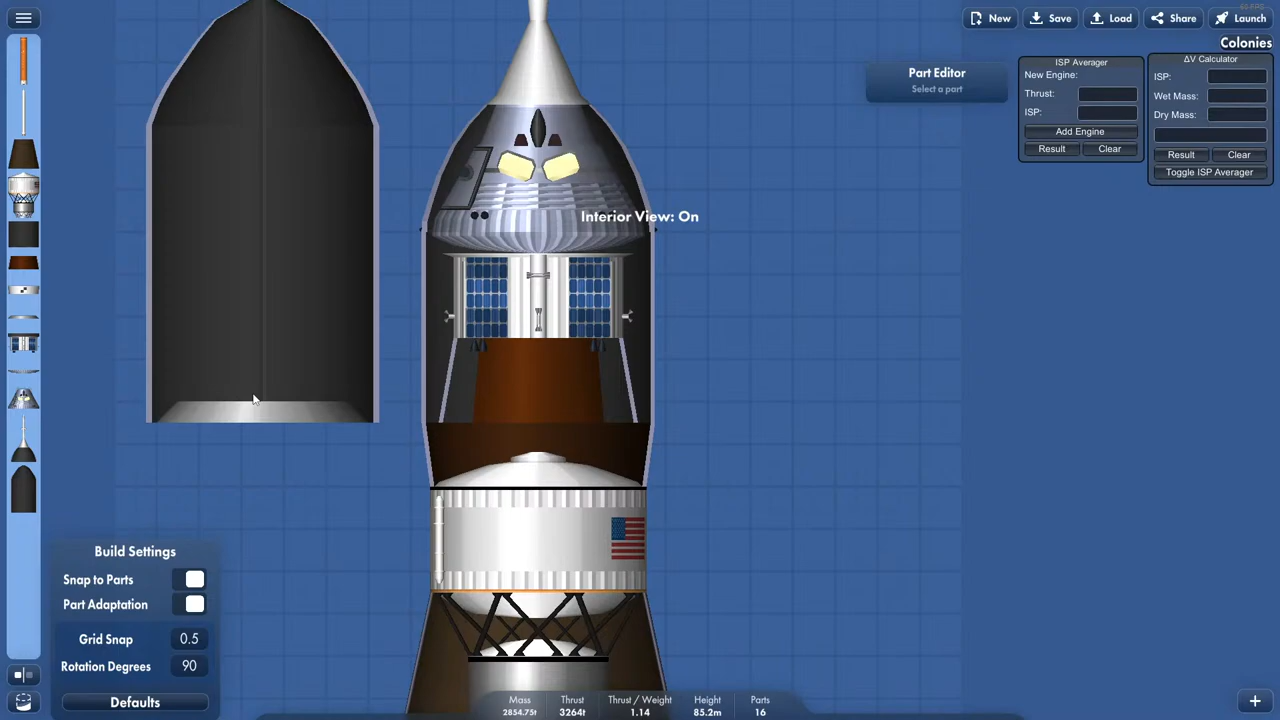 New
Save
Load
Share
Launch
Colonies
Part Editor
Select a part
ISP Averager
New Engine:
Thrust:
ISP:
Add Engine
Result
Clear
ΔV Calculator
ISP:
Wet Mass:
Dry Mass:
Result
Clear
Toggle ISP Averager
Interior View: On
Build Settings
Snap to Parts
Part Adaptation
Grid Snap
0.5
Rotation Degrees
90
Defaults
Mass
2854.75t
Thrust
3264t
Thrust / Weight
1.14
Height
85.2m
Parts
16